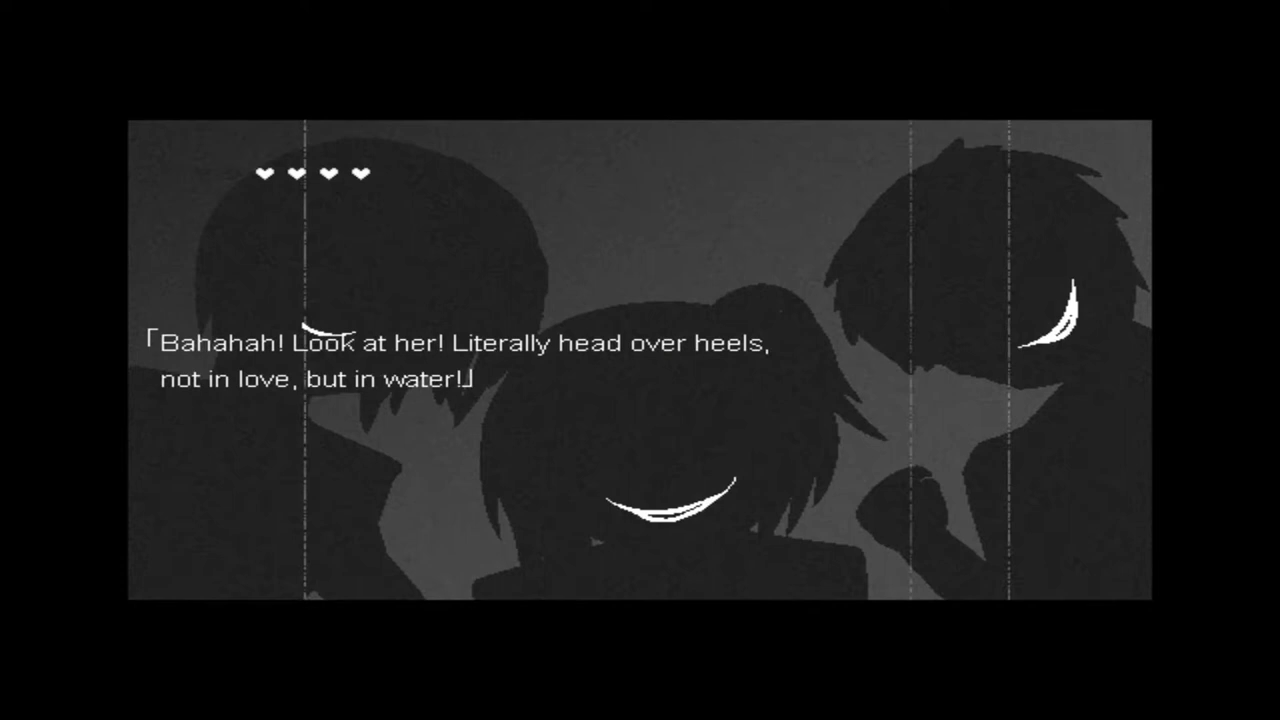 「Bahahah! Look at her! Literally head over heels,
not in love, but in water!」